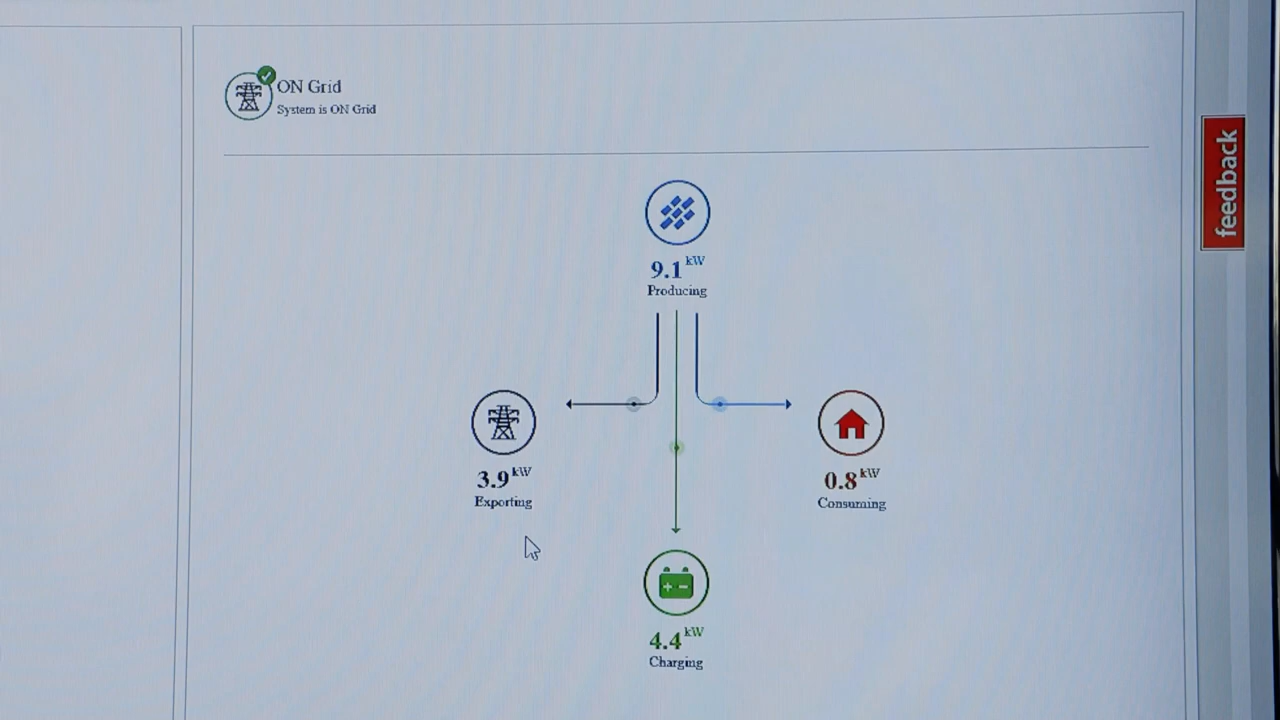 ON Grid
System is ON Grid
feedback
9.1 kW
Producing
3.9 kW
Exporting
0.8 kW
Consuming
4.4 kW
Charging